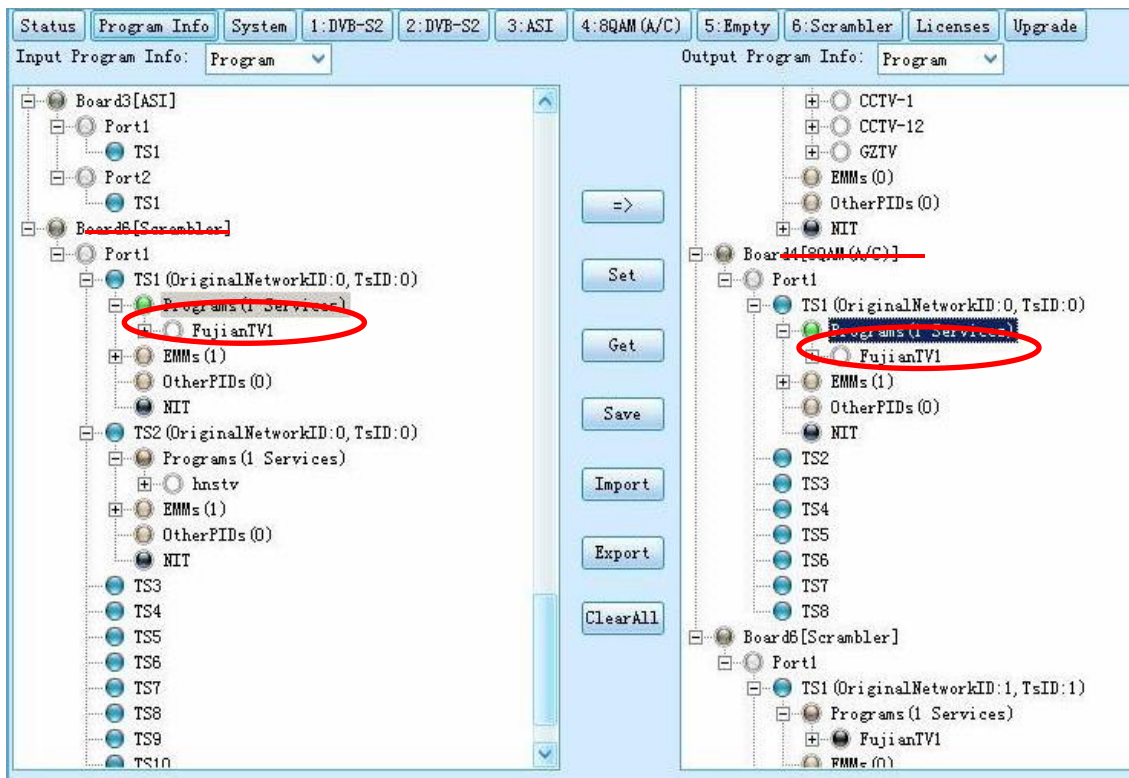 Status Program Info System 1:DVB-S2 2:DVB-S2 3:ASI 4:8QAM(A/C) 5:Empty 6:Scrambler Licenses Upgrade
Input Program Info: Program
Output Program Info: Program
Board3[ASI]
Port1
TS1
Port2
TS1
Board6[Scrambler]
Port1
TS1(OriginalNetworkID:0,TsID:0)
Programs(1 Services)
FujianTV1
EMMs(1)
OtherPIDs(0)
NIT
TS2(OriginalNetworkID:0,TsID:0)
Programs(1 Services)
hnstv
EMMs(1)
OtherPIDs(0)
NIT
TS3
TS4
TS5
TS6
TS7
TS8
TS9
TS10
=>
Set
Get
Save
Import
Export
ClearAll
CCTV-1
CCTV-12
GZTV
EMMs(0)
OtherPIDs(0)
NIT
Board4[8QAM(A/C)]
Port1
TS1(OriginalNetworkID:0,TsID:0)
Programs(1 Services)
FujianTV1
EMMs(1)
OtherPIDs(0)
NIT
TS2
TS3
TS4
TS5
TS6
TS7
TS8
Board6[Scrambler]
Port1
TS1(OriginalNetworkID:1,TsID:1)
Programs(1 Services)
FujianTV1
EMMs(0)